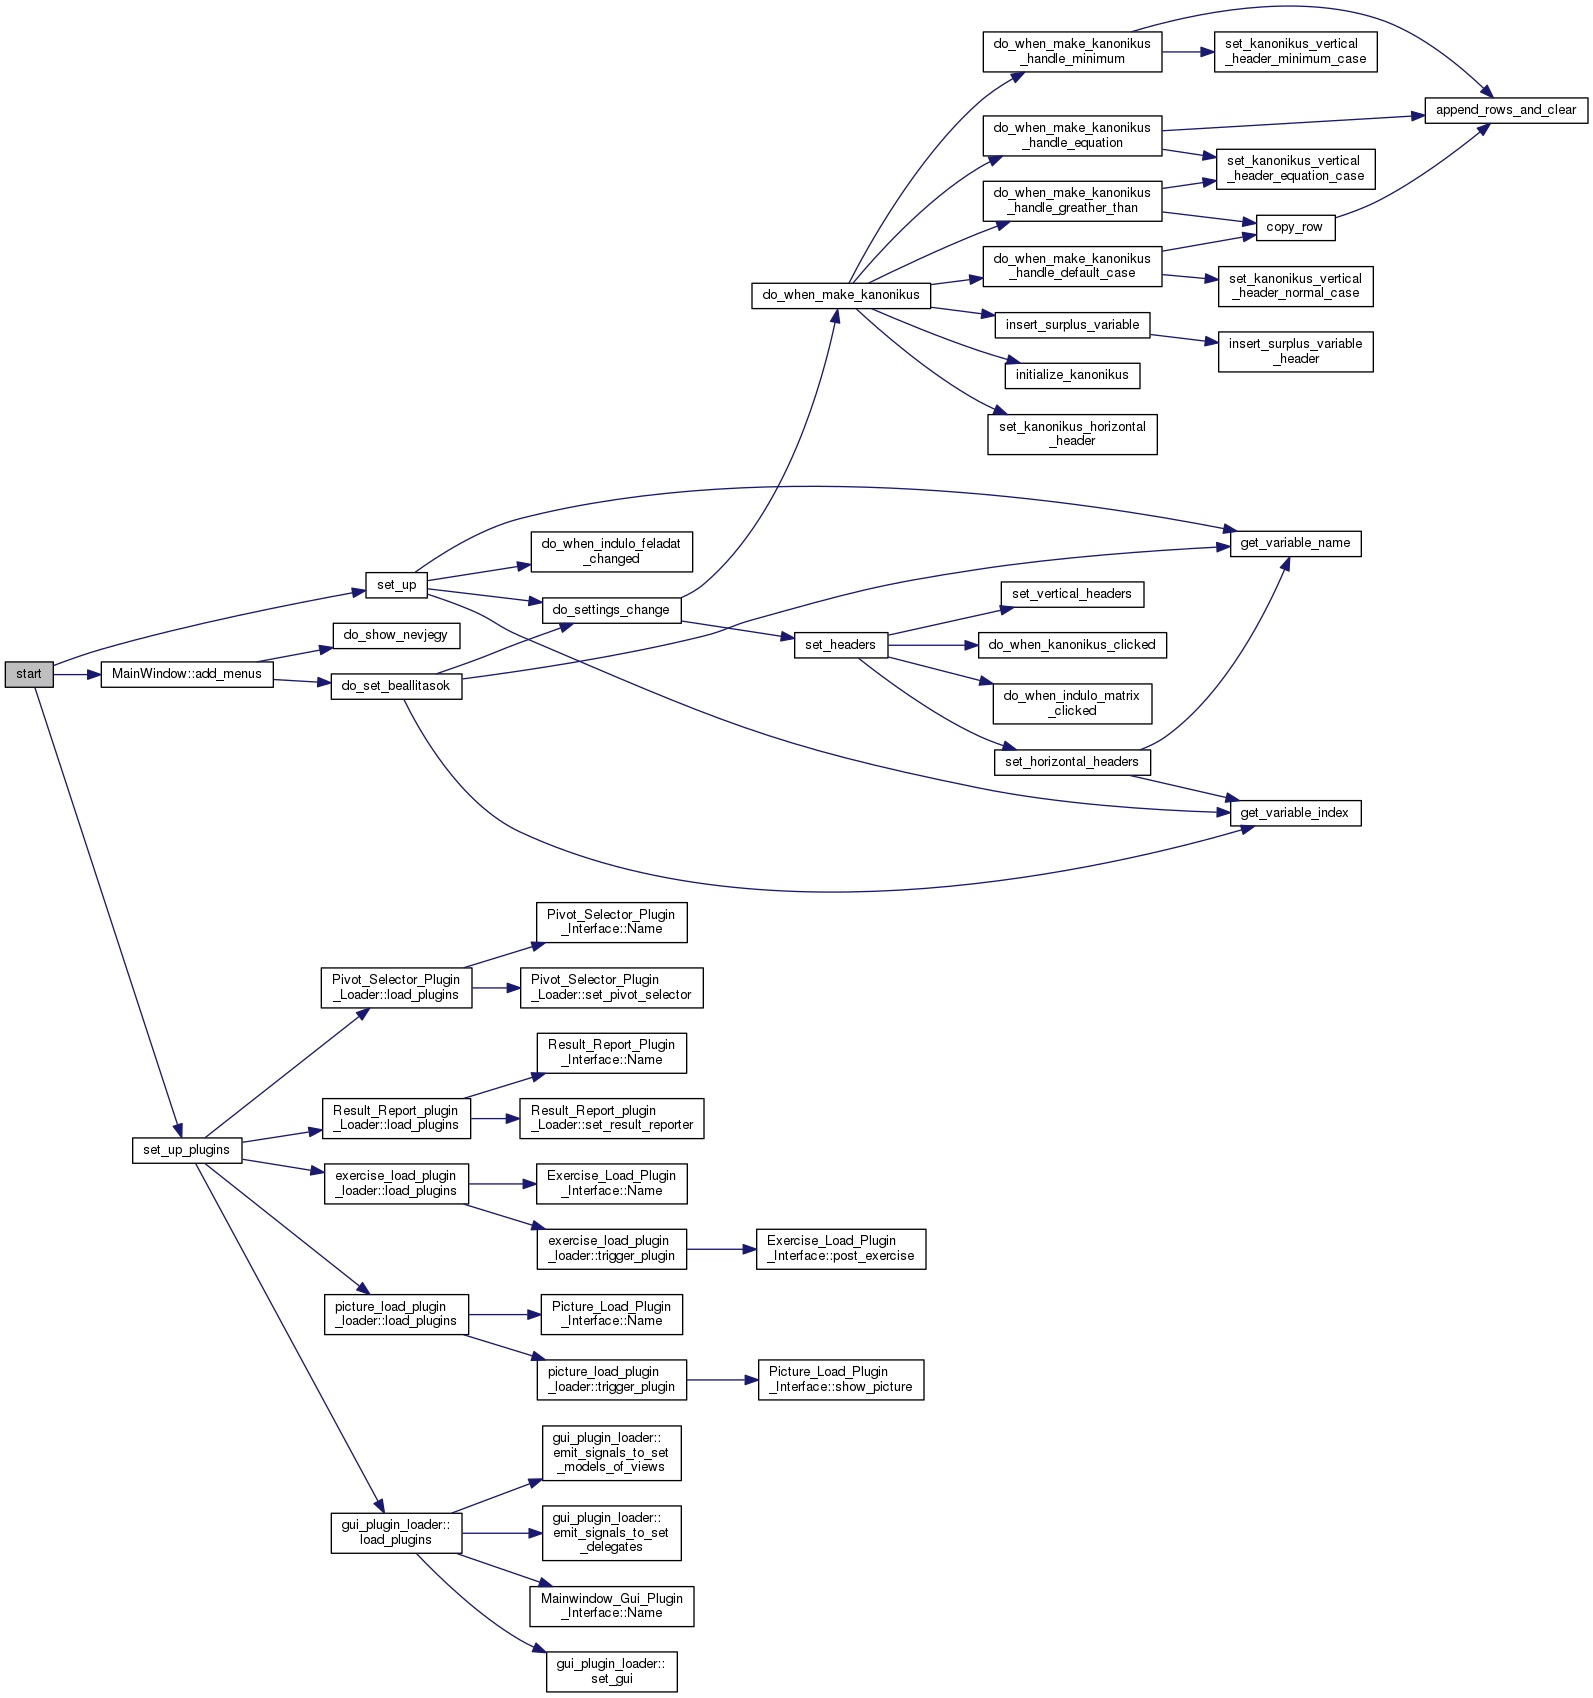 do_when_make_kanonikus
_handle_minimum
set_kanonikus_vertical
_header_minimum_case
append_rows_and_clear
do_when_make_kanonikus
_handle_equation
set_kanonikus_vertical
_header_equation_case
do_when_make_kanonikus
_handle_greather_than
copy_row
do_when_make_kanonikus
_handle_default_case
set_kanonikus_vertical
_header_normal_case
do_when_make_kanonikus
insert_surplus_variable
insert_surplus_variable
_header
initialize_kanonikus
set_kanonikus_horizontal
_header
get_variable_name
do_when_indulo_feladat
_changed
set_up
do_settings_change
set_vertical_headers
do_show_nevjegy
set_headers
do_when_kanonikus_clicked
start
MainWindow::add_menus
do_set_beallitasok
do_when_indulo_matrix
_clicked
set_horizontal_headers
get_variable_index
Pivot_Selector_Plugin
_Interface::Name
Pivot_Selector_Plugin
_Loader::load_plugins
Pivot_Selector_Plugin
_Loader::set_pivot_selector
Result_Report_Plugin
_Interface::Name
Result_Report_plugin
_Loader::load_plugins
Result_Report_plugin
_Loader::set_result_reporter
set_up_plugins
exercise_load_plugin
_loader::load_plugins
Exercise_Load_Plugin
_Interface::Name
exercise_load_plugin
_loader::trigger_plugin
Exercise_Load_Plugin
_Interface::post_exercise
picture_load_plugin
_loader::load_plugins
Picture_Load_Plugin
_Interface::Name
picture_load_plugin
_loader::trigger_plugin
Picture_Load_Plugin
_Interface::show_picture
gui_plugin_loader::
emit_signals_to_set
_models_of_views
gui_plugin_loader::
load_plugins
gui_plugin_loader::
emit_signals_to_set
_delegates
Mainwindow_Gui_Plugin
_Interface::Name
gui_plugin_loader::
set_gui